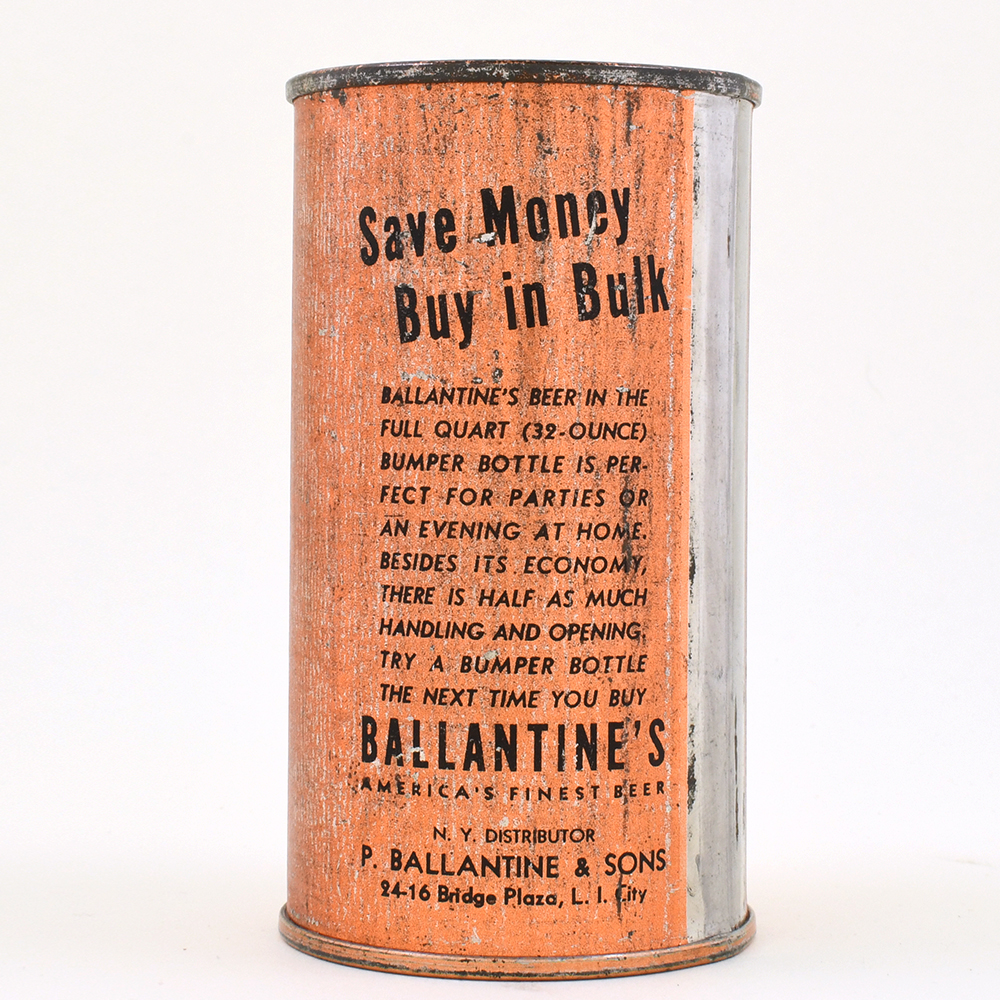 Save Money
Buy in Bulk
BALLANTINE'S BEER IN THE
FULL QUART (32-OUNCE)
BUMPER BOTTLE IS PER-
FECT FOR PARTIES OR
AN EVENING AT HOME.
BESIDES ITS ECONOMY,
THERE IS HALF AS MUCH
HANDLING AND OPENING.
TRY A BUMPER BOTTLE
THE NEXT TIME YOU BUY
BALLANTINE'S
AMERICA'S FINEST BEER
N. Y. DISTRIBUTOR
P. BALLANTINE & SONS
24-16 Bridge Plaza, L. I. City